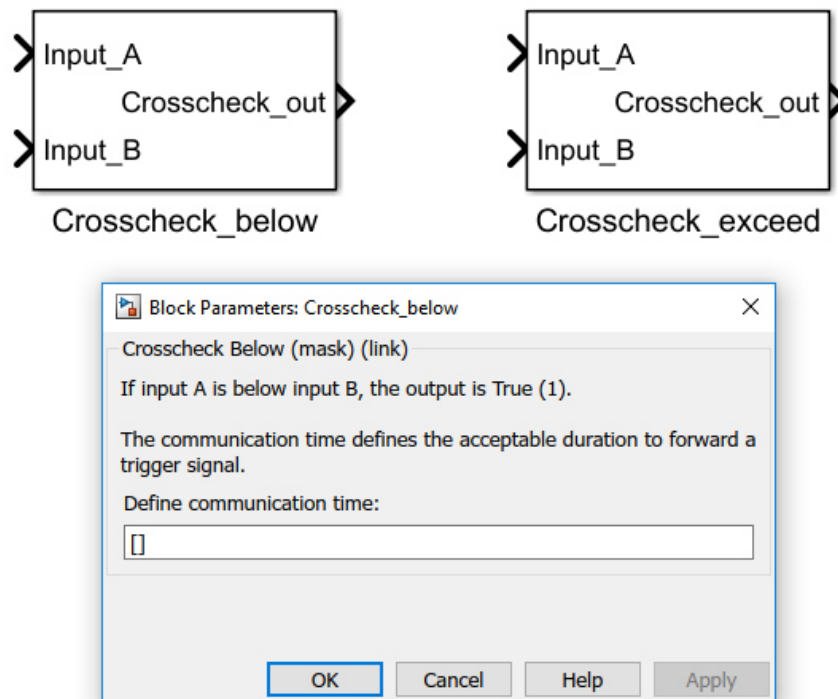 Input_A
Crosscheck_out
Input_B
Crosscheck_below
Input_A
Crosscheck_out
Input_B
Crosscheck_exceed
Block Parameters: Crosscheck_below
Crosscheck Below (mask) (link)
If input A is below input B, the output is True (1).
The communication time defines the acceptable duration to forward a
trigger signal.
Define communication time:
[]
OK Cancel Help Apply